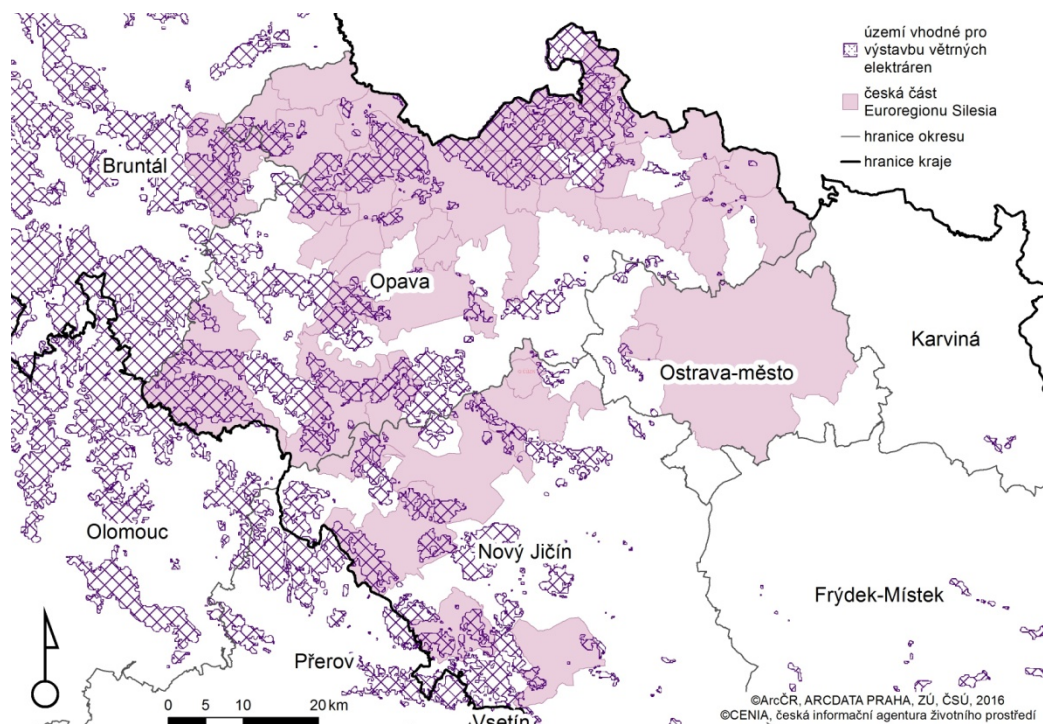 území vhodné pro
výstavbu větrných
elektráren
česká část
Euroregionu Silesia
hranice okresu
hranice kraje
Bruntál
Opava
Karviná
Ostrava-město
Olomouc
Nový Jičín
Frýdek-Místek
Přerov
Vsetín
0 5 10 20 km
©ArcČR, ARCDATA PRAHA, ZÚ, ČSÚ, 2016
©CENIA, česká informační agentura životního prostředí